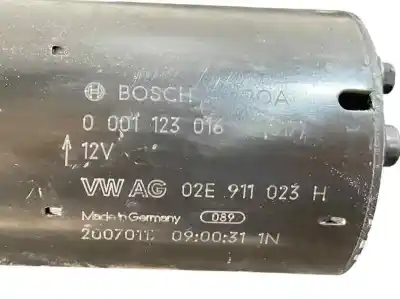 BOSCH
0 001 123 016
12V
VW AG 02E 911 023 H
Made in Germany 089
09:00:31 1N